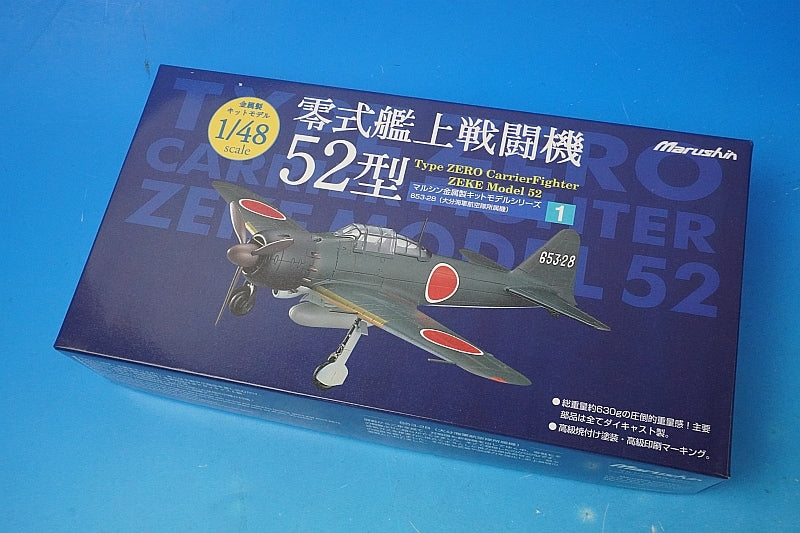 金属製
キットモデル
1/48
scale
零式艦上戦闘機
52型
Type ZERO CarrierFighter
ZEKE Model 52
マルシン金属製キットモデルシリーズ
653-28(大分海軍航空隊所属機)
1
Marushin
TYPE ZERO
CARRIER FIGHTER
ZEKE MODEL 52
653-28
●総重量約630gの圧倒的重量感!主要
部品は全てダイキャスト製。
●高級焼付け塗装・高級印刷マーキング。
Marushin